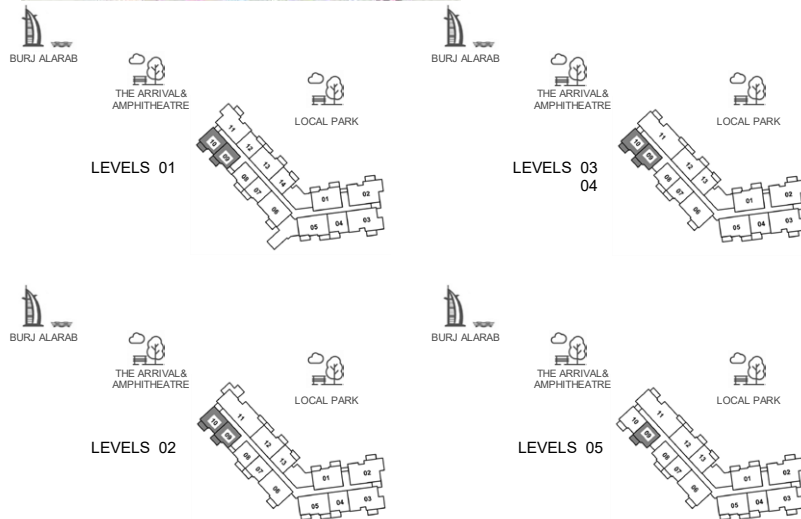 BURJ ALARAB
THE ARRIVAL&
AMPHITHEATRE
LOCAL PARK
LEVELS 01
11
10
12
09
13
14
08
07
06
01
02
05
04
03
BURJ ALARAB
THE ARRIVAL&
AMPHITHEATRE
LOCAL PARK
LEVELS 03
04
11
10
12
09
13
08
07
06
01
02
05
04
03
BURJ ALARAB
THE ARRIVAL&
AMPHITHEATRE
LOCAL PARK
LEVELS 02
11
10
12
09
13
08
07
06
01
02
05
04
03
BURJ ALARAB
THE ARRIVAL&
AMPHITHEATRE
LOCAL PARK
LEVELS 05
11
10
12
09
13
08
07
06
01
02
05
04
03